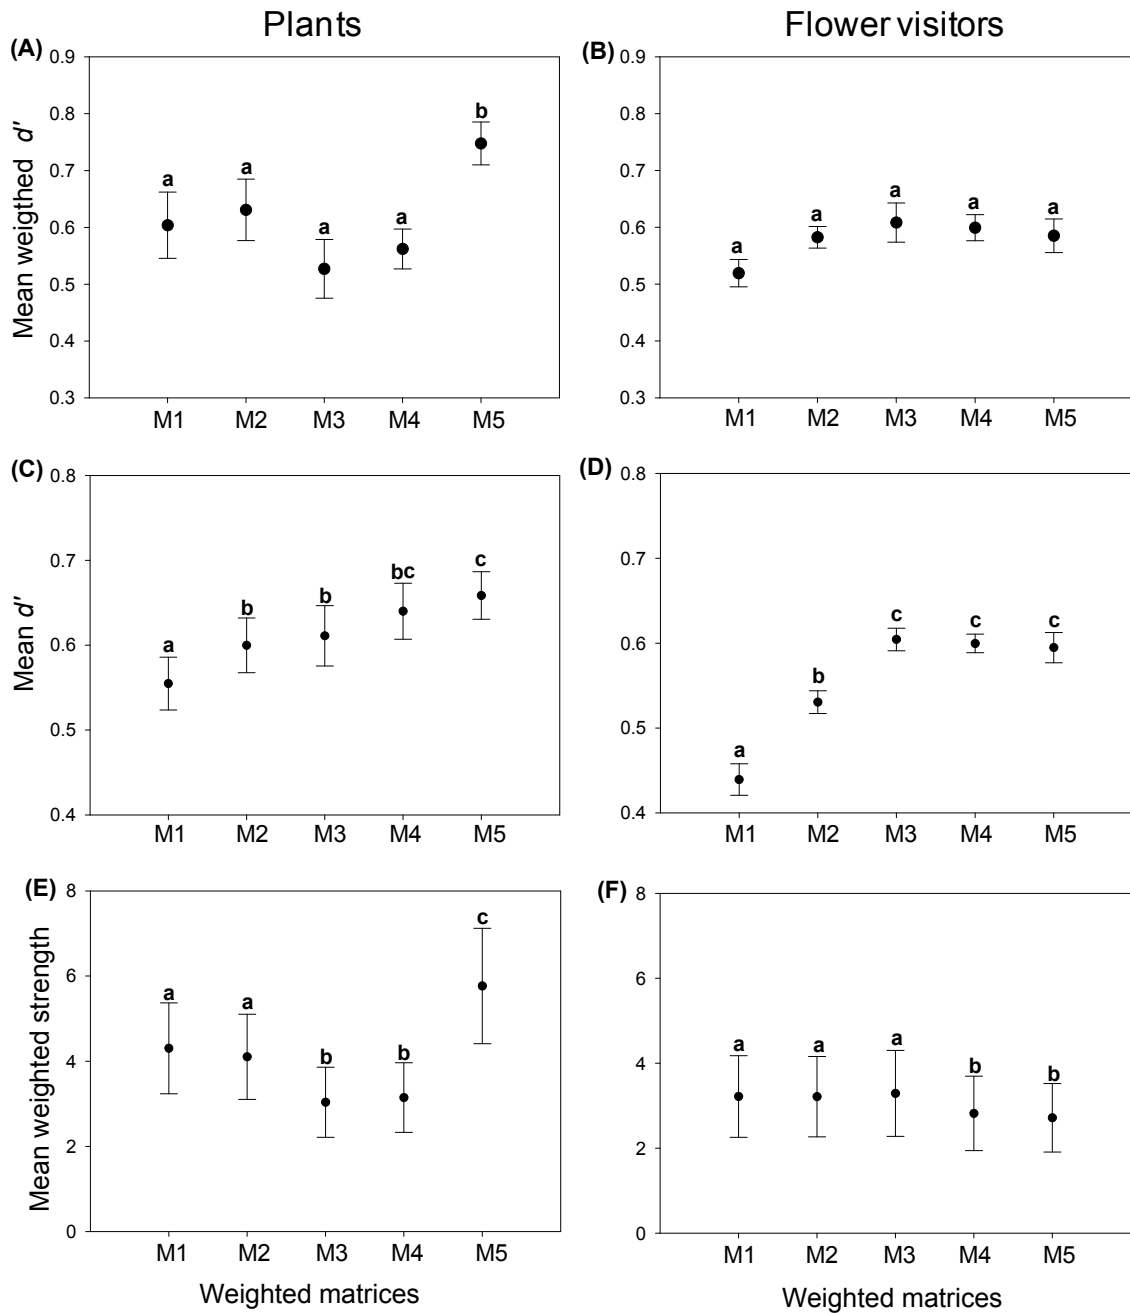 Plants
Flower visitors
(A)
(B)
0.9
0.8
0.7
0.6
0.5
0.4
0.3
Mean weigthed d'
a
a
a
a
b
M1 M2 M3 M4 M5
0.9
0.8
0.7
0.6
0.5
0.4
0.3
a
a
a
a
a
M1 M2 M3 M4 M5
(C)
(D)
0.8
0.7
0.6
0.5
0.4
Mean d'
a
b
b
bc
c
M1 M2 M3 M4 M5
0.8
0.7
0.6
0.5
0.4
a
b
c
c
c
M1 M2 M3 M4 M5
(E)
(F)
8
6
4
2
0
Mean weighted strength
a
a
b
b
c
M1 M2 M3 M4 M5
Weighted matrices
8
6
4
2
0
a
a
a
b
b
M1 M2 M3 M4 M5
Weighted matrices